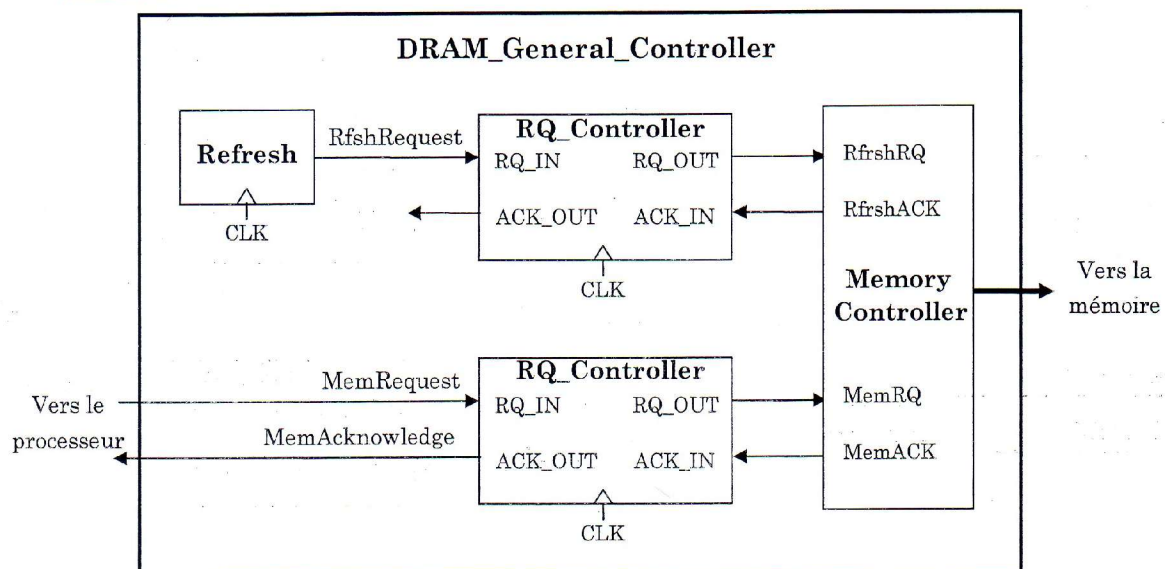 DRAM_General_Controller
Refresh
CLK
RfshRequest
RQ_Controller
RQ_IN RQ_OUT
ACK_OUT ACK_IN
CLK
RfrshRQ
RfrshACK
Memory
Controller
MemRQ
MemACK
Vers la
mémoire
Vers le
processeur
MemRequest
MemAcknowledge
RQ_Controller
RQ_IN RQ_OUT
ACK_OUT ACK_IN
CLK